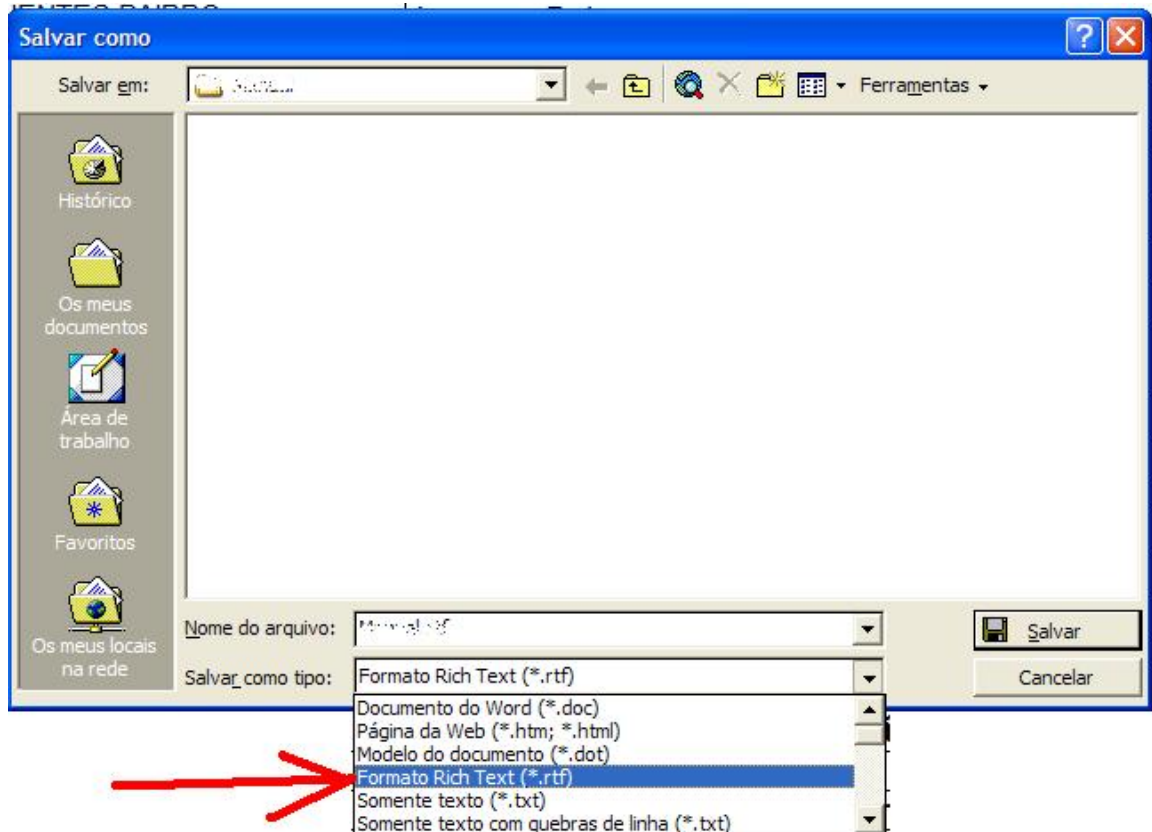 Salvar como
Salvar em:
Ferramentas
Histórico
Os meus
documentos
Área de
trabalho
Favoritos
Os meus locais
na rede
Nome do arquivo:
Salvar
Salvar como tipo: Formato Rich Text (*.rtf)
Cancelar
Documento do Word (*.doc)
Página da Web (*.htm; *.html)
Modelo do documento (*.dot)
Formato Rich Text (*.rtf)
Somente texto (*.txt)
Somente texto com quebras de linha (*.txt)